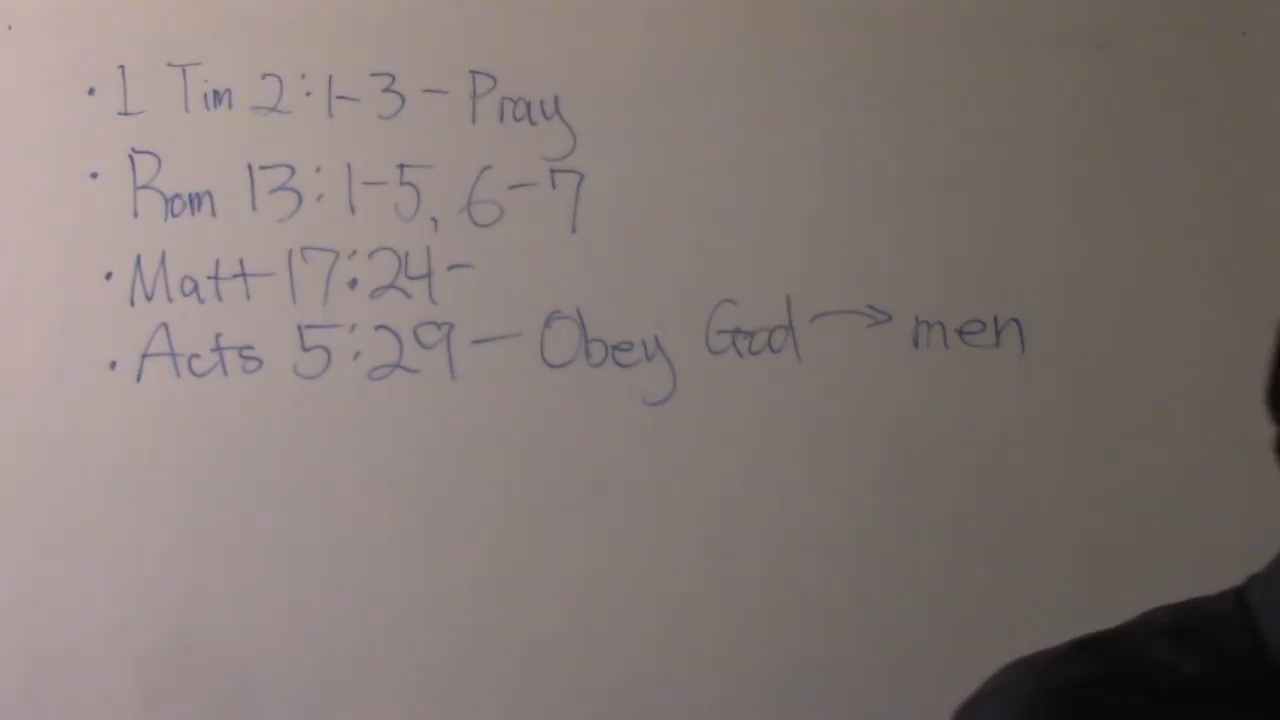 · 1 Tim 2:1-3 - Pray
· Rom 13:1-5, 6-7
· Matt 17:24-
· Acts 5:29 - Obey God → men